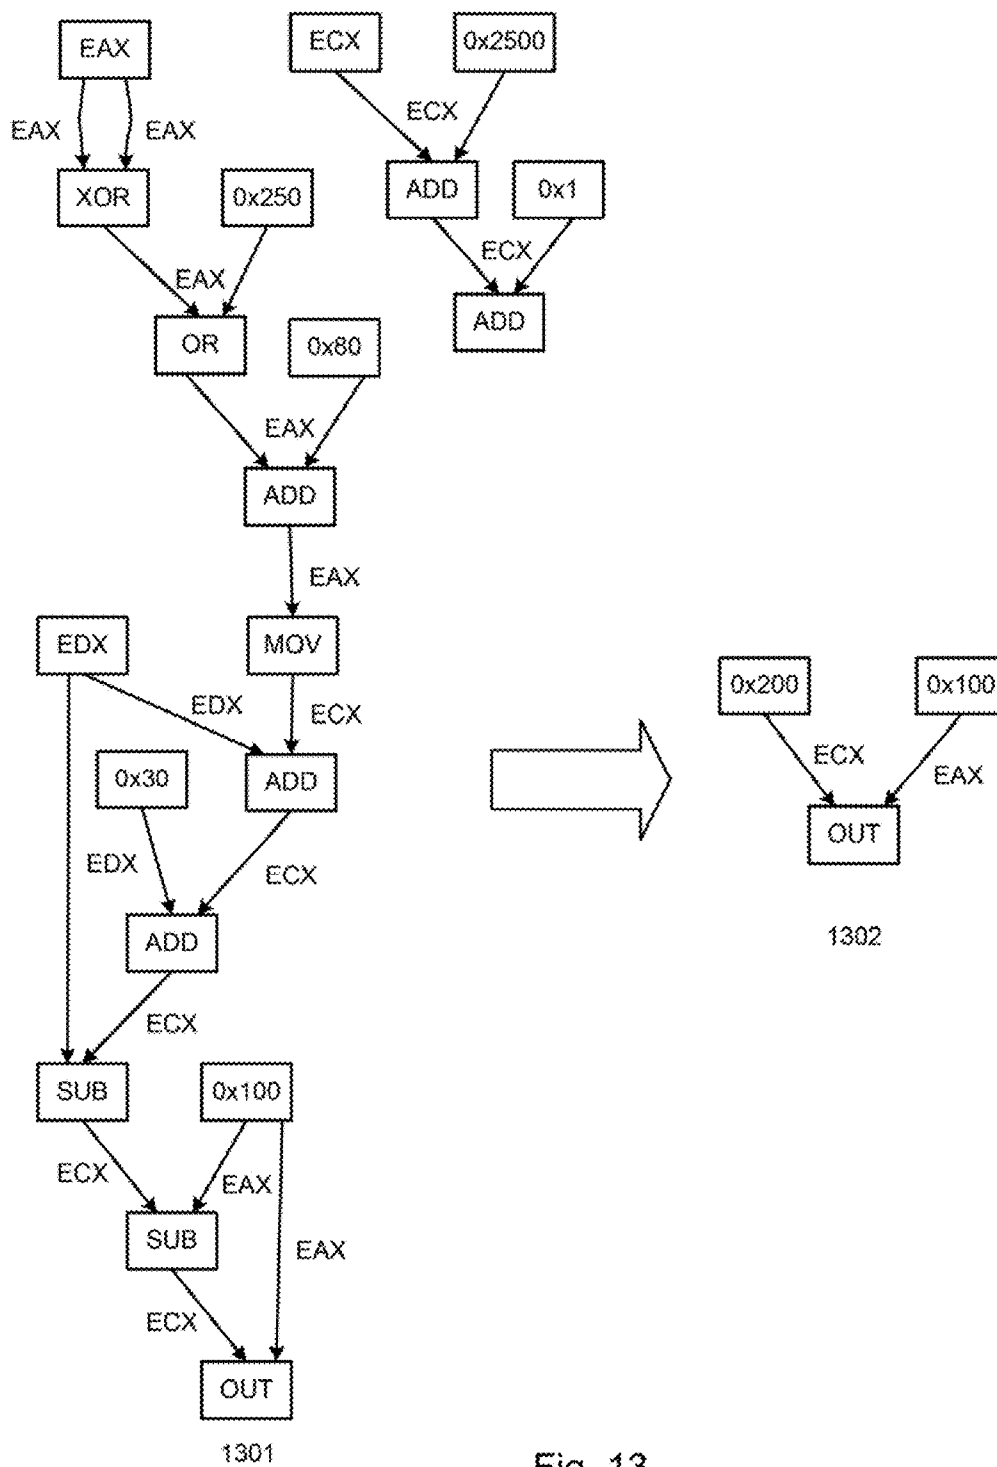 EAX
ECX
0x2500
EAX
EAX
ECX
XOR
0x250
ADD
0x1
EAX
ECX
OR
0x80
ADD
EAX
ADD
EAX
EDX
MOV
EDX
ECX
0x200
0x100
0x30
ADD
ECX
EAX
EDX
ECX
OUT
ADD
1302
ECX
SUB
0x100
ECX
EAX
SUB
EAX
ECX
OUT
1301
Fig. 13